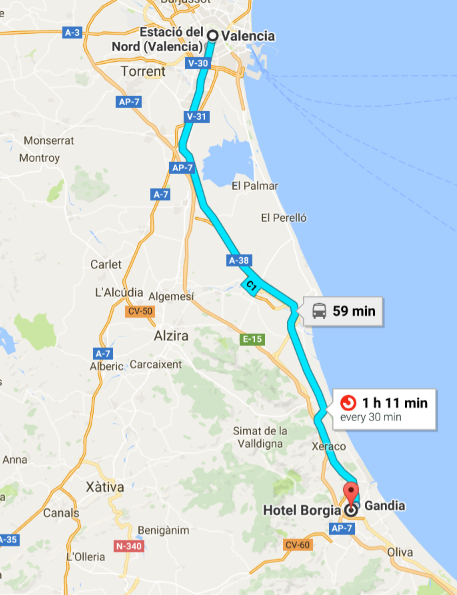 Burjassot
A-3
Estació del
Nord (Valencia)
Valencia
V-30
Torrent
AP-7
V-31
Monserrat
Montroy
AP-7
El Palmar
A-7
El Perelló
Carlet
A-38
C1
L'Alcúdia
Algemesí
CV-50
59 min
Alzira
E-15
A-7
Alberic
Carcaixent
1 h 11 min
every 30 min
Simat de la
Valldigna
Xeraco
Anna
Xàtiva
Hotel Borgia
Gandia
Canals
AP-7
Benigànim
A-35
N-340
CV-60
L'Olleria
Oliva